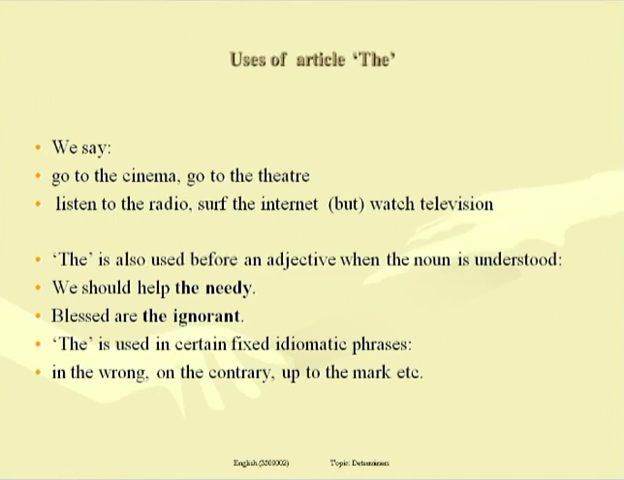 Uses of article ‘The’
• We say:
• go to the cinema, go to the theatre
• listen to the radio, surf the internet (but) watch television
• ‘The’ is also used before an adjective when the noun is understood:
• We should help the needy.
• Blessed are the ignorant.
• ‘The’ is used in certain fixed idiomatic phrases:
• in the wrong, on the contrary, up to the mark etc.
English Topic: Determiners